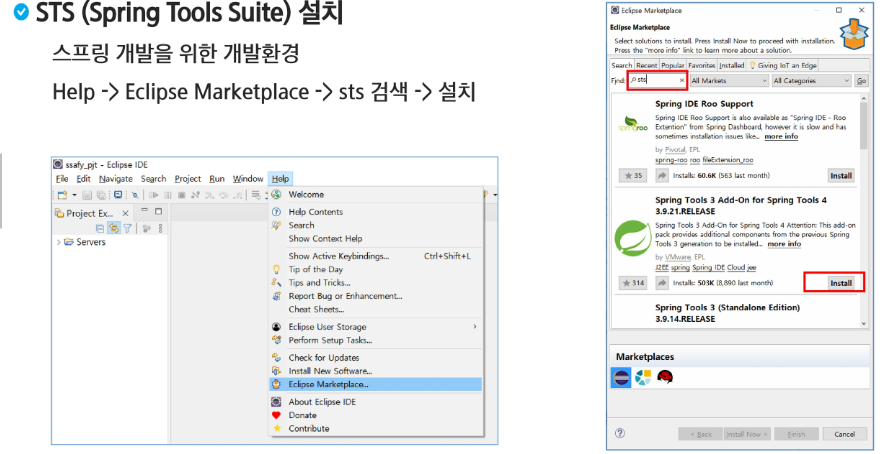 STS (Spring Tools Suite) 설치
스프링 개발을 위한 개발환경
Help -> Eclipse Marketplace -> sts 검색 -> 설치
ssafy_pjt - Eclipse IDE
File Edit Navigate Search Project Run Window Help
Project Ex...
Servers
Welcome
Help Contents
Search
Show Context Help
Show Active Keybindings... Ctrl+Shift+L
Tip of the Day
Tips and Tricks...
Report Bug or Enhancement...
Cheat Sheets...
Eclipse User Storage
Perform Setup Tasks...
Check for Updates
Install New Software...
Eclipse Marketplace...
About Eclipse IDE
Donate
Contribute
Eclipse Marketplace
Eclipse Marketplace
Select solutions to install. Press Install Now to proceed with installation.
Press the "more info" link to learn more about a solution.
Search Recent Popular Favorites Installed Giving IoT an Edge
Find: sts All Markets All Categories Go
Spring IDE Roo Support
Spring IDE Roo Support is also available as "Spring IDE - Roo
Extention" from Spring Dashboard, however it is slow and has
sometimes installation issues like... more info
by Pivotal, EPL
spring-roo roo fileExtension_roo
35 Installs: 60.6K (563 last month) Install
Spring Tools 3 Add-On for Spring Tools 4
3.9.21.RELEASE
Spring Tools 3 Add-On for Spring Tools 4 Attention: This add-on
pack provides additional components from the previous Spring
Tools 3 generation to be installed... more info
by VMware, EPL
J2EE spring Spring IDE Cloud jee
314 Installs: 503K (8,890 last month) Install
Spring Tools 3 (Standalone Edition)
3.9.14.RELEASE
Marketplaces
? < Back Install Now > Finish Cancel